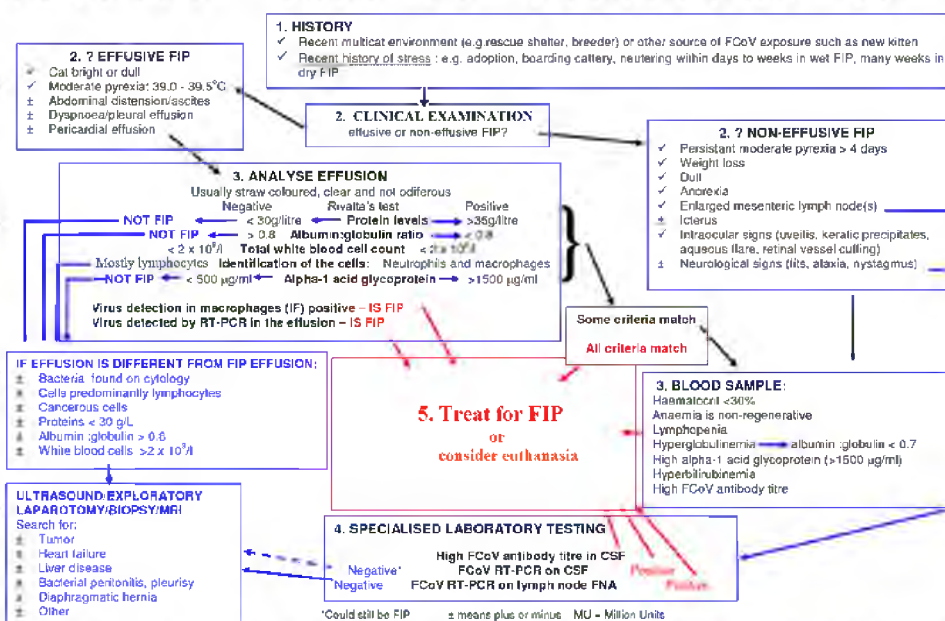 1. HISTORY
✓ Recent multicat environment (e.g.rescue shelter, breeder) or other source of FCoV exposure such as new kitten
✓ Recent history of stress : e.g. adoption, boarding cattery, neutering within days to weeks in wet FIP, many weeks in
dry FIP
2. ? EFFUSIVE FIP
✓ Cat bright or dull
✓ Moderate pyrexia: 39.0 - 39.5°C
± Abdominal distension/ascites
± Dyspnoea/pleural effusion
± Pericardial effusion
2. CLINICAL EXAMINATION
effusive or non-effusive FIP?
2. ? NON-EFFUSIVE FIP
✓ Persistant moderate pyrexia > 4 days
✓ Weight loss
✓ Dull
✓ Anorexia
✓ Enlarged mesenteric lymph node(s)
± Icterus
✓ Intraocular signs (uveitis, keratic precipitates,
aqueous flare, retinal vessel cuffing)
± Neurological signs (fits, ataxia, nystagmus)
3. ANALYSE EFFUSION
Usually straw coloured, clear and not odiferous
Negative Rivalta's test Positive
NOT FIP < 30g/litre Protein levels >35g/litre
NOT FIP > 0.8 Albumin:globulin ratio < 0.8
< 2 x 10⁹/l Total white blood cell count < 2 x 10⁹/l
Mostly lymphocytes Identification of the cells: Neutrophils and macrophages
NOT FIP < 500 µg/ml Alpha-1 acid glycoprotein >1500 µg/ml
Virus detection in macrophages (IF) positive – IS FIP
Virus detected by RT-PCR in the effusion – IS FIP
Some criteria match
All criteria match
IF EFFUSION IS DIFFERENT FROM FIP EFFUSION:
± Bacteria found on cytology
± Cells predominantly lymphocytes
± Cancerous cells
± Proteins < 30 g/L
± Albumin :globulin > 0.8
± White blood cells >2 x 10⁹/l
5. Treat for FIP
or
consider euthanasia
3. BLOOD SAMPLE:
Haematocrit <30%
Anaemia is non-regenerative
Lymphopenia
Hyperglobulinemia albumin :globulin < 0.7
High alpha-1 acid glycoprotein (>1500 µg/ml)
Hyperbilirubinemia
High FCoV antibody titre
ULTRASOUND/EXPLORATORY
LAPAROTOMY/BIOPSY/MRI
Search for:
± Tumor
± Heart failure
± Liver disease
± Bacterial peritonitis, pleurisy
± Diaphragmatic hernia
± Other
4. SPECIALISED LABORATORY TESTING
High FCoV antibody titre in CSF
Negative* FCoV RT-PCR on CSF Positive
Negative FCoV RT-PCR on lymph node FNA Positive
*Could still be FIP ± means plus or minus MU – Million Units